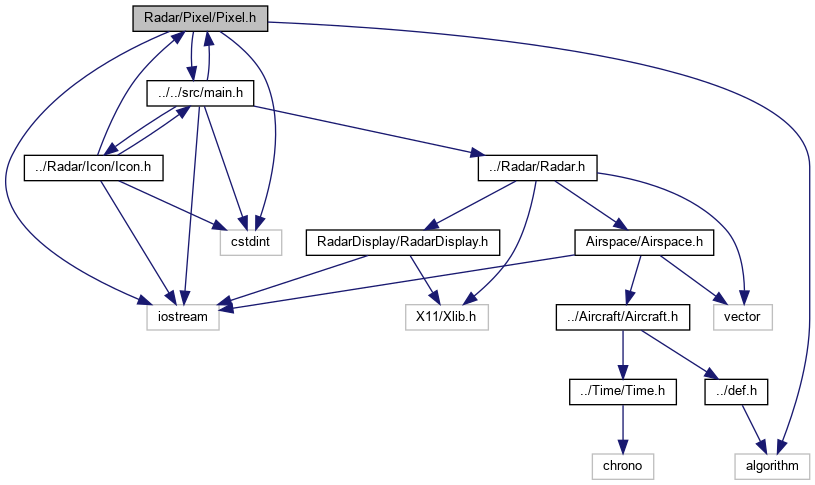 Radar/Pixel/Pixel.h
../../src/main.h
../Radar/Icon/Icon.h
../Radar/Radar.h
cstdint
RadarDisplay/RadarDisplay.h
Airspace/Airspace.h
iostream
X11/Xlib.h
../Aircraft/Aircraft.h
vector
../Time/Time.h
../def.h
chrono
algorithm